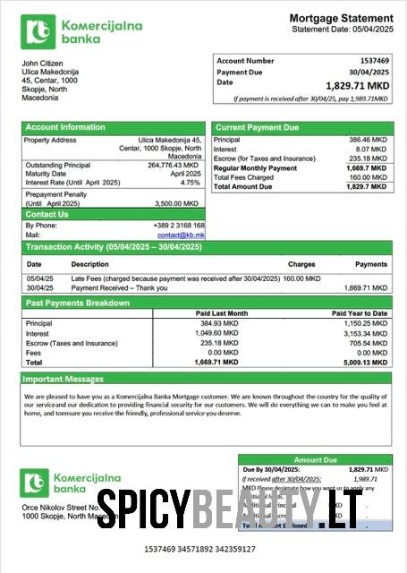 Komercijalna
banka
Mortgage Statement
Statement Date: 05/04/2025
John Citizen
Ulica Makedonija
45, Centar, 1000
Skopje, North
Macedonia
Account Number 1537469
Payment Due 30/04/2025
Date 1,829.71 MKD
If payment is received after 30/04/25, pay 1,989.71MKD
Account Information
Property Address Ulica Makedonija 45,
Centar, 1000 Skopje, North
Macedonia
Outstanding Principal 264,776.43 MKD
Maturity Date April 2025
Interest Rate (Until April 2025) 4.75%
Prepayment Penalty
(Until April 2025) 3,500.00 MKD
Contact Us
By Phone: +389 2 3168 168
Mail: contact@kb.mk
Current Payment Due
Principal 386.46 MKD
Interest 8.07 MKD
Escrow (for Taxes and Insurance) 235.18 MKD
Regular Monthly Payment 1,669.7 MKD
Total Fees Charged 160.00 MKD
Total Amount Due 1,829.7 MKD
Transaction Activity (05/04/2025 – 30/04/2025)
Date Description Charges Payments
05/04/25 Late Fees (charged because payment was received after 30/04/2025) 160.00 MKD
30/04/25 Payment Received – Thank you 1,669.71 MKD
Past Payments Breakdown
Paid Last Month Paid Year to Date
Principal 384.93 MKD 1,150.25 MKD
Interest 1,049.60 MKD 3,153.34 MKD
Escrow (Taxes and Insurance) 235.18 MKD 705.54 MKD
Fees 0.00 MKD 0.00 MKD
Total 1,669.71 MKD 5,009.13 MKD
Important Messages
We are pleased to have you as a Komercijalna Banka Mortgage customer. We are known throughout the country for the quality of
our serviceand our dedication to providing financial security for our customers. We will do everything we can to make you feel at
home, and toensure you receive the friendly, professional service you deserve.
Komercijalna
banka
Orce Nikolov Street No.
1000 Skopje, North Macedonia
Amount Due
Due By 30/04/2025: 1,829.71 MKD
If received after 30/04/2025: 1,989.71
MKD Please designate how you want us to apply any
Additional
Total Amount Enclosed
SPICYBEAUTY.LT
1537469 34571892 342359127